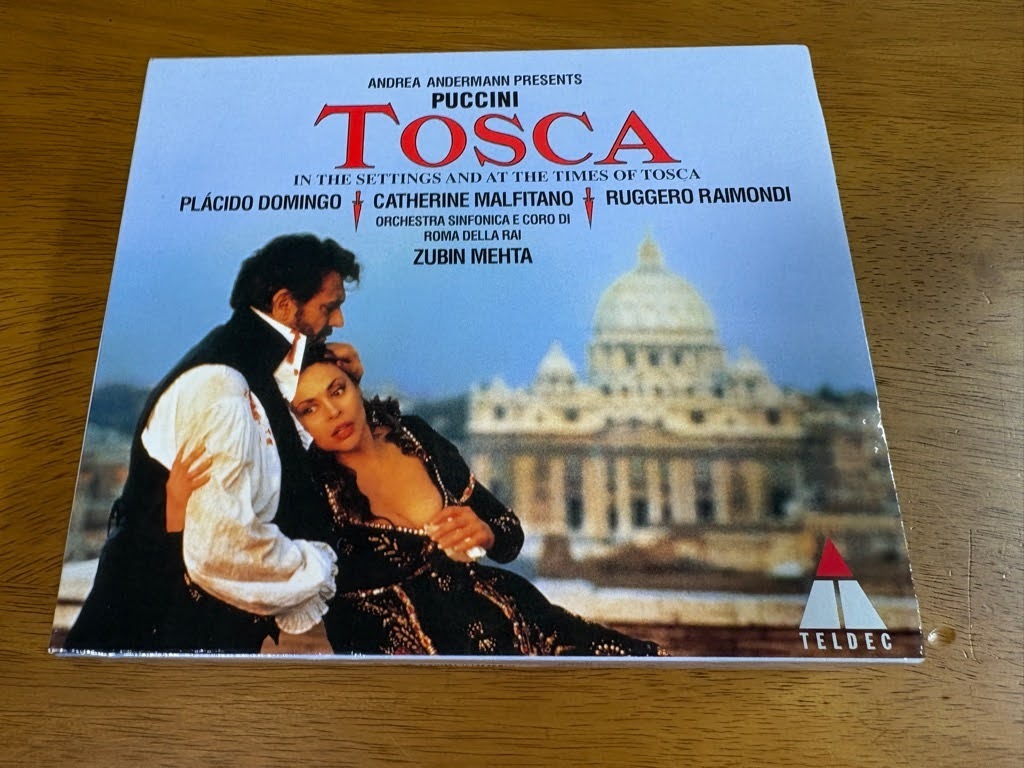 ANDREA ANDERMANN PRESENTS
PUCCINI
TOSCA
IN THE SETTINGS AND AT THE TIMES OF TOSCA
PLÁCIDO DOMINGO CATHERINE MALFITANO RUGGERO RAIMONDI
ORCHESTRA SINFONICA E CORO DI
ROMA DELLA RAI
ZUBIN MEHTA
TELDEC